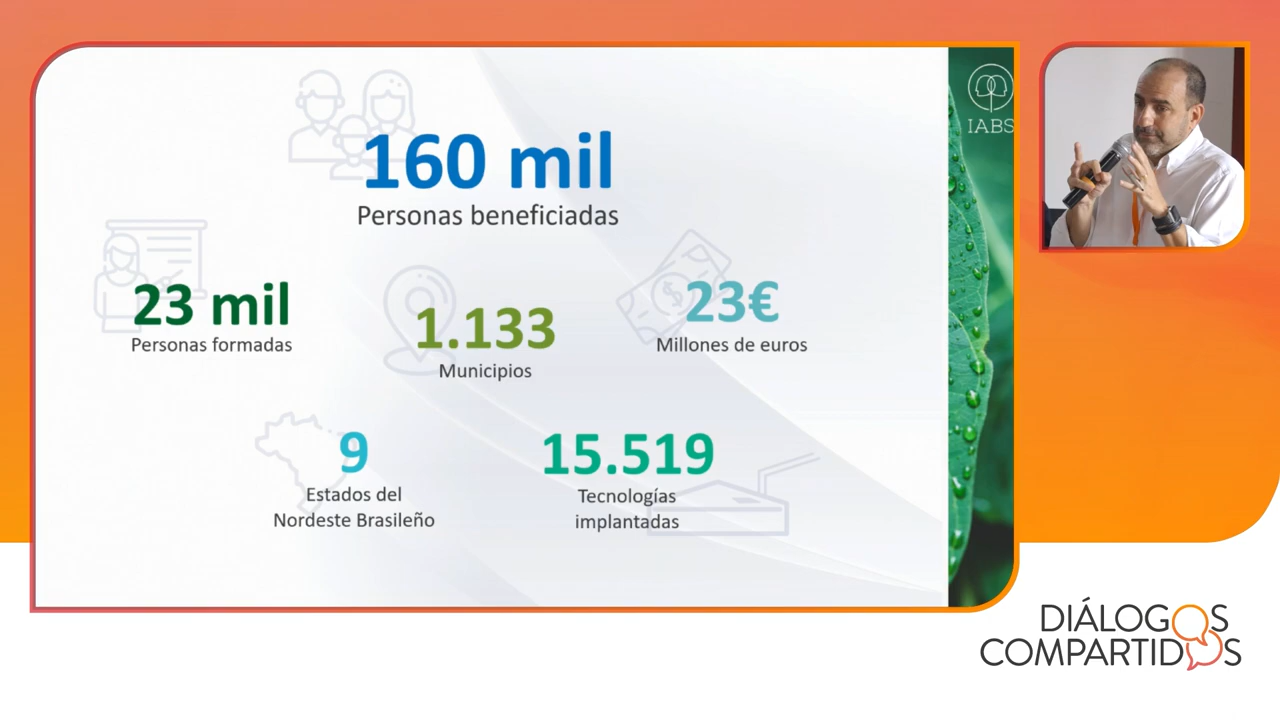 160 mil
Personas beneficiadas
23 mil
Personas formadas
1.133
Municipios
23€
Millones de euros
9
Estados del
Nordeste Brasileño
15.519
Tecnologías
implantadas
IABS
DIÁLOGOS
COMPARTIDOS